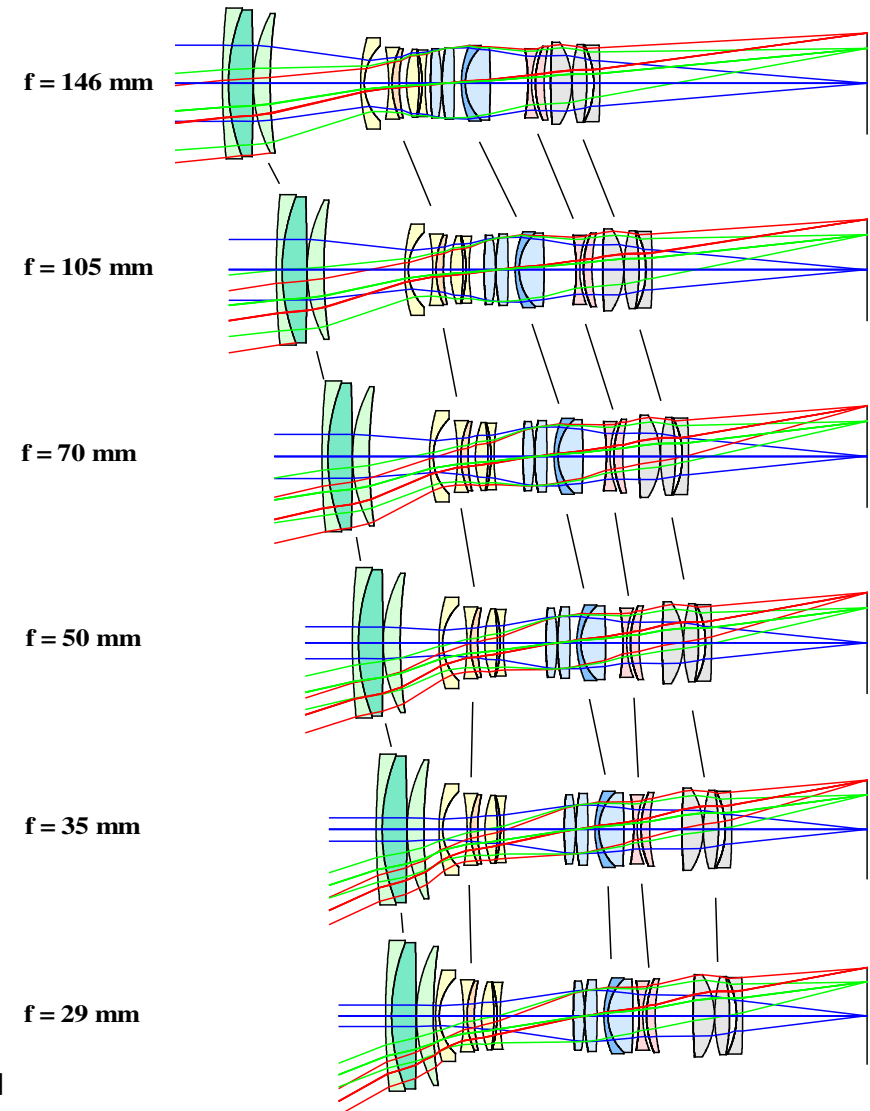 f = 146 mm
f = 105 mm
f = 70 mm
f = 50 mm
f = 35 mm
f = 29 mm